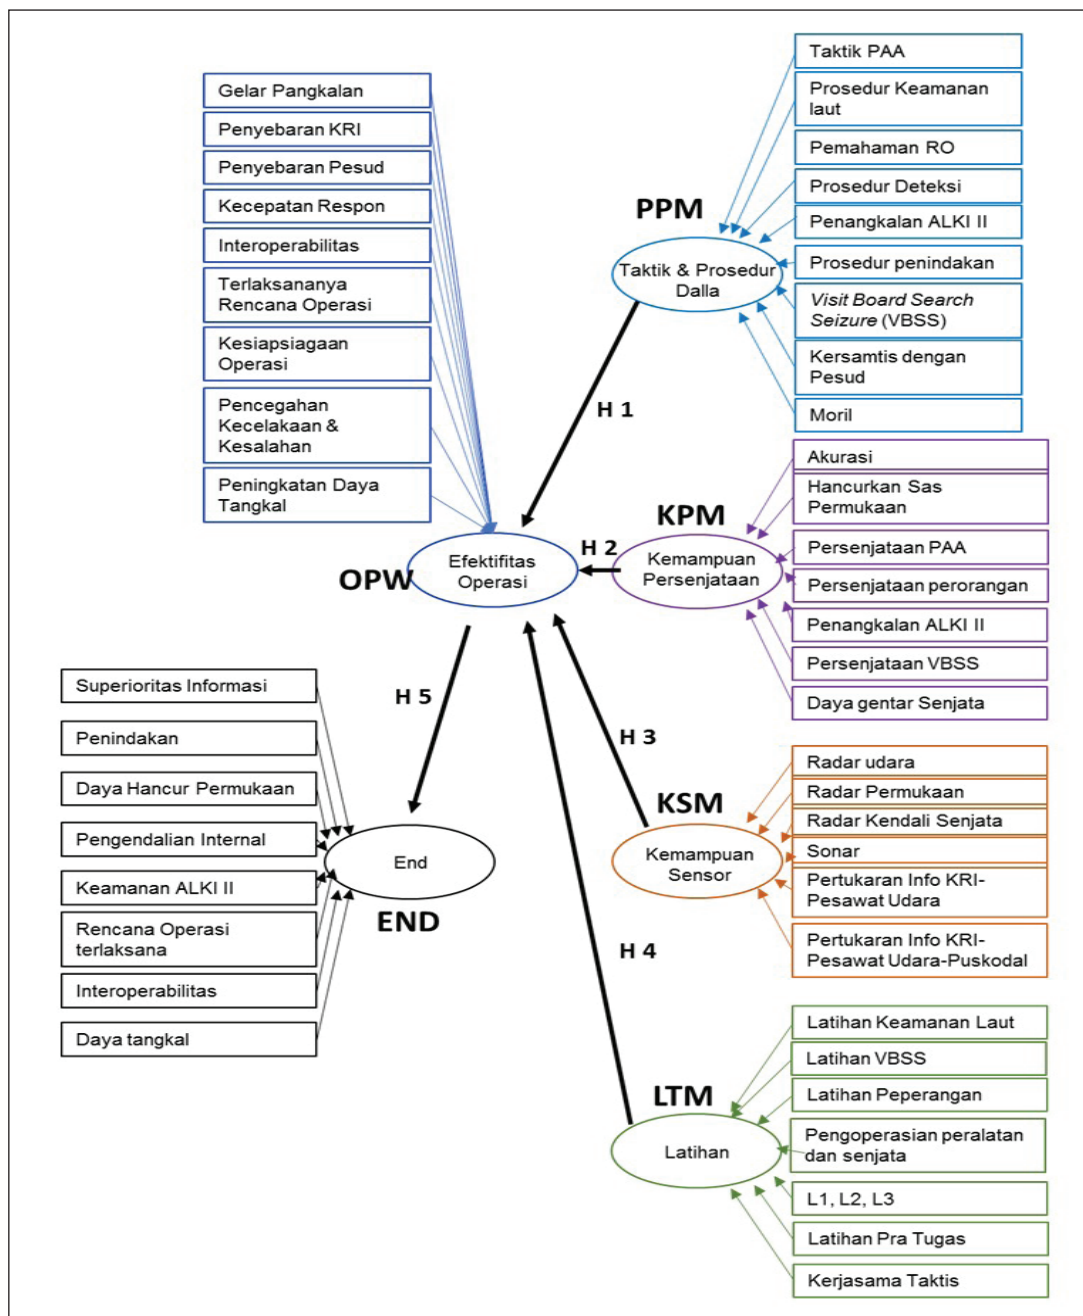 Gelar Pangkalan
Penyebaran KRI
Penyebaran Pesud
Kecepatan Respon
Interoperabilitas
Terlaksananya
Rencana Operasi
Kesiapsiagaan
Operasi
Pencegahan
Kecelakaan &
Kesalahan
Peningkatan Daya
Tangkal
Taktik PAA
Prosedur Keamanan
laut
Pemahaman RO
Prosedur Deteksi
Penangkalan ALKI II
Prosedur penindakan
Visit Board Search
Seizure (VBSS)
Kersamtis dengan
Pesud
Moril
PPM
Taktik & Prosedur
Dalla
H 1
Akurasi
Hancurkan Sas
Permukaan
Persenjataan PAA
Persenjataan perorangan
Penangkalan ALKI II
Persenjataan VBSS
Daya gentar Senjata
KPM
Kemampuan
Persenjataan
H 2
OPW
Efektifitas
Operasi
H 5
H 3
Superioritas Informasi
Penindakan
Daya Hancur Permukaan
Pengendalian Internal
Keamanan ALKI II
Rencana Operasi
terlaksana
Interoperabilitas
Daya tangkal
End
END
Radar udara
Radar Permukaan
Radar Kendali Senjata
Sonar
Pertukaran Info KRI-
Pesawat Udara
Pertukaran Info KRI-
Pesawat Udara-Puskodal
KSM
Kemampuan
Sensor
H 4
Latihan Keamanan Laut
Latihan VBSS
Latihan Peperangan
Pengoperasian peralatan
dan senjata
L1, L2, L3
Latihan Pra Tugas
Kerjasama Taktis
LTM
Latihan